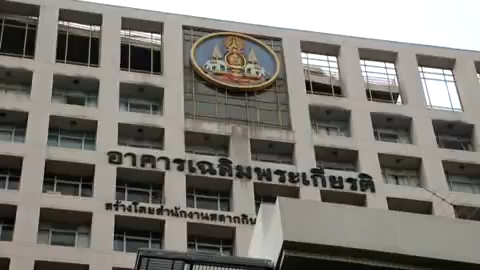 อาคารเฉลิมพระเกียรติ
สร้างโดยสำนักงานสลากกิน